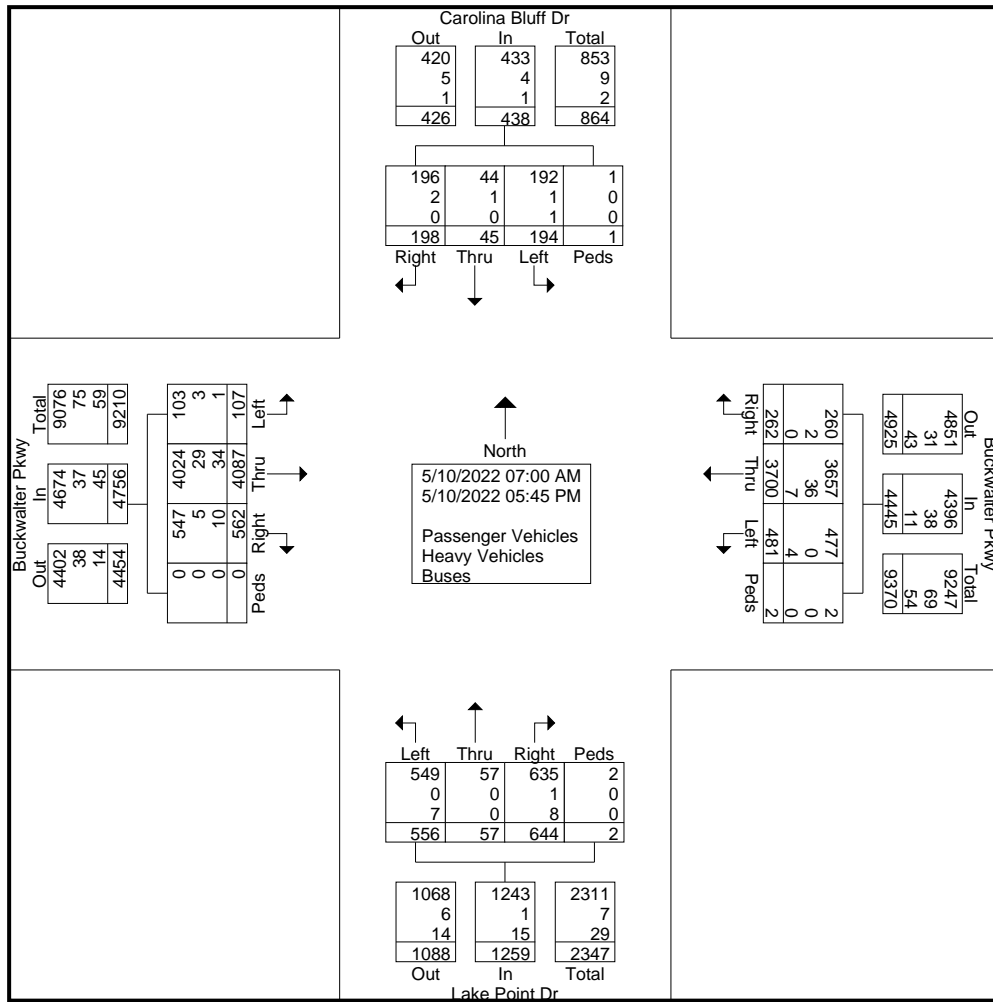 Carolina Bluff Dr
Out In Total
420 433 853
5 4 9
1 1 2
426 438 864
196 44 192 1
2 1 1 0
0 0 1 0
198 45 194 1
Right Thru Left Peds
Buckwalter Pkwy
Total In Out
9076 4674 4402
75 37 38
59 45 14
9210 4756 4454
Left Thru Right Peds
103 4024 547 0
3 29 5 0
1 34 10 0
107 4087 562 0
North
5/10/2022 07:00 AM
5/10/2022 05:45 PM
Passenger Vehicles
Heavy Vehicles
Buses
Right Thru Left Peds
260 3657 477 2
2 36 0 0
0 7 4 0
262 3700 481 2
Buckwalter Pkwy
Out In Total
4851 4396 9247
31 38 69
43 11 54
4925 4445 9370
Left Thru Right Peds
549 57 635 2
0 0 1 0
7 0 8 0
556 57 644 2
1068 1243 2311
6 1 7
14 15 29
1088 1259 2347
Out In Total
Lake Point Dr